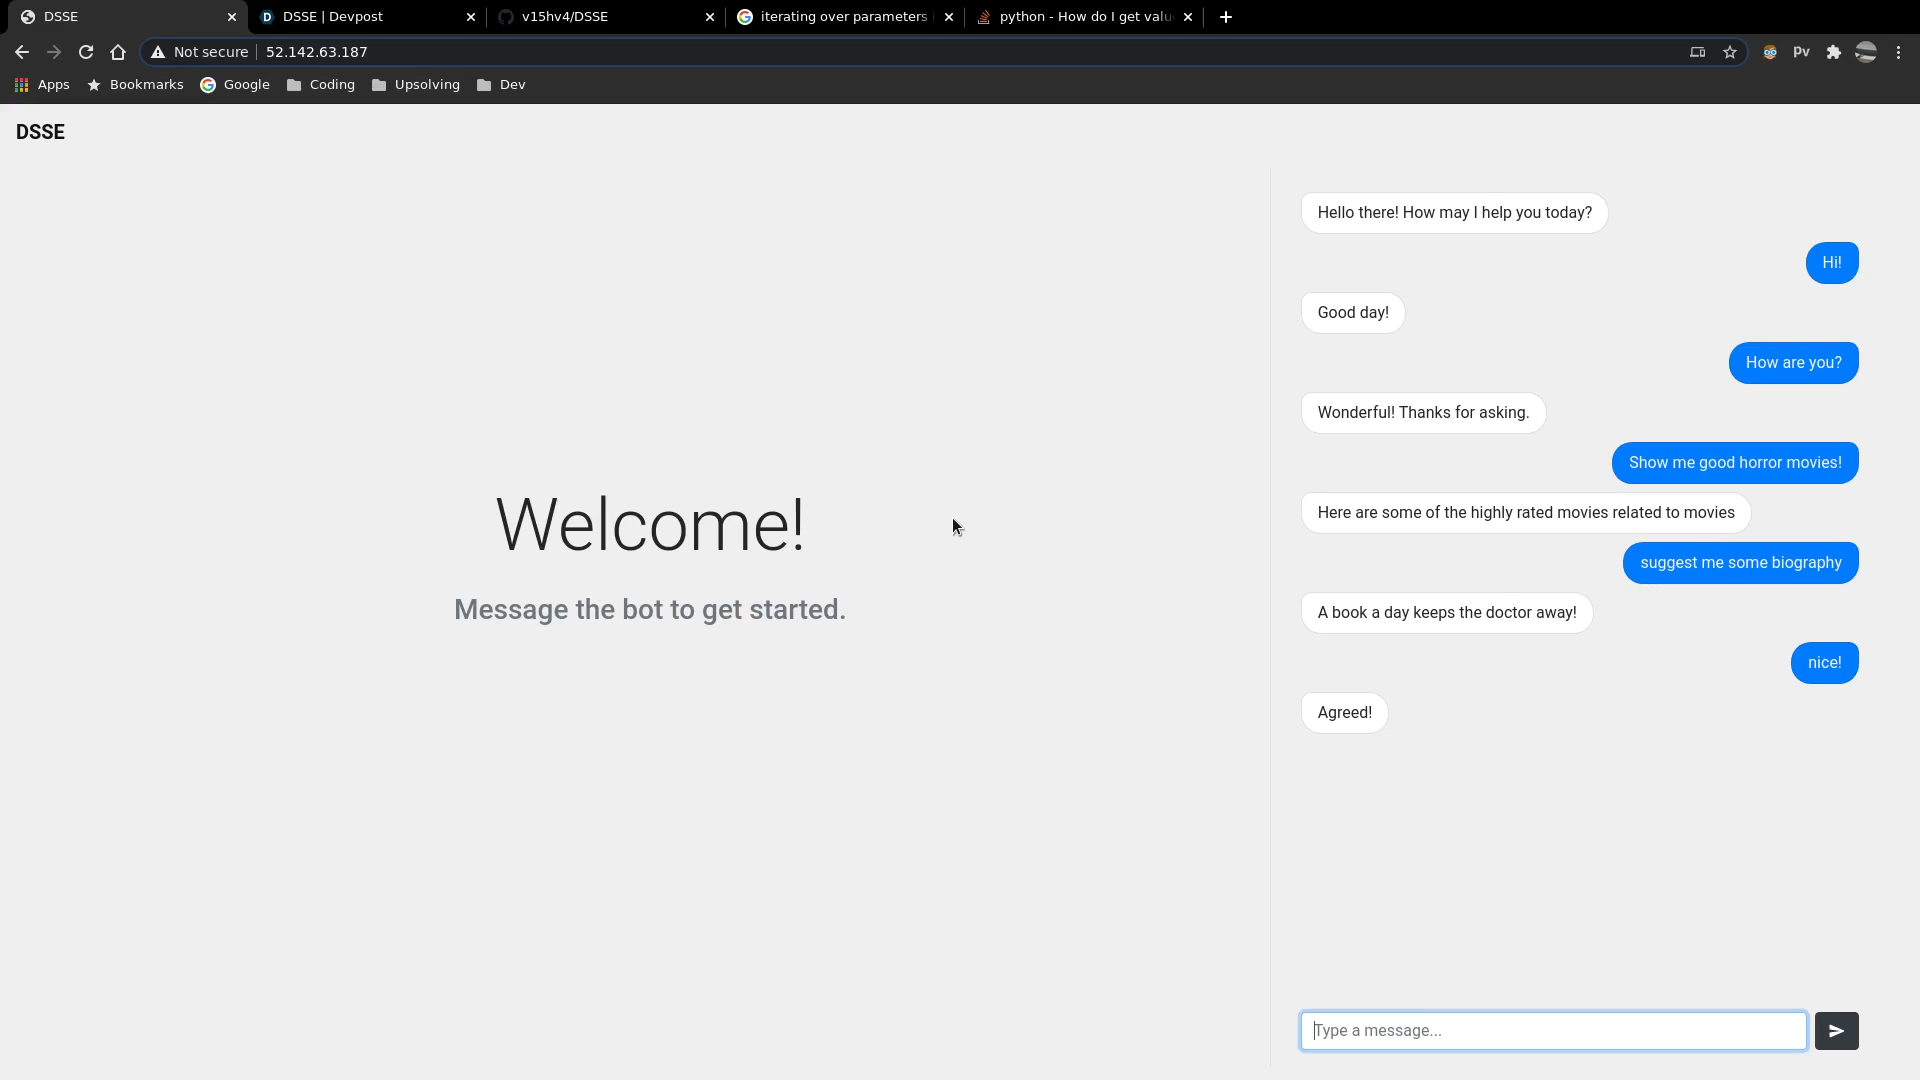 DSSE
DSSE | Devpost
v15hv4/DSSE
iterating over parameters
python - How do I get valu
Not secure
52.142.63.187
Apps
Bookmarks
Google
Coding
Upsolving
Dev
DSSE
Hello there! How may I help you today?
Hi!
Good day!
How are you?
Wonderful! Thanks for asking.
Show me good horror movies!
Here are some of the highly rated movies related to movies
suggest me some biography
A book a day keeps the doctor away!
nice!
Agreed!
Welcome!
Message the bot to get started.
Type a message...